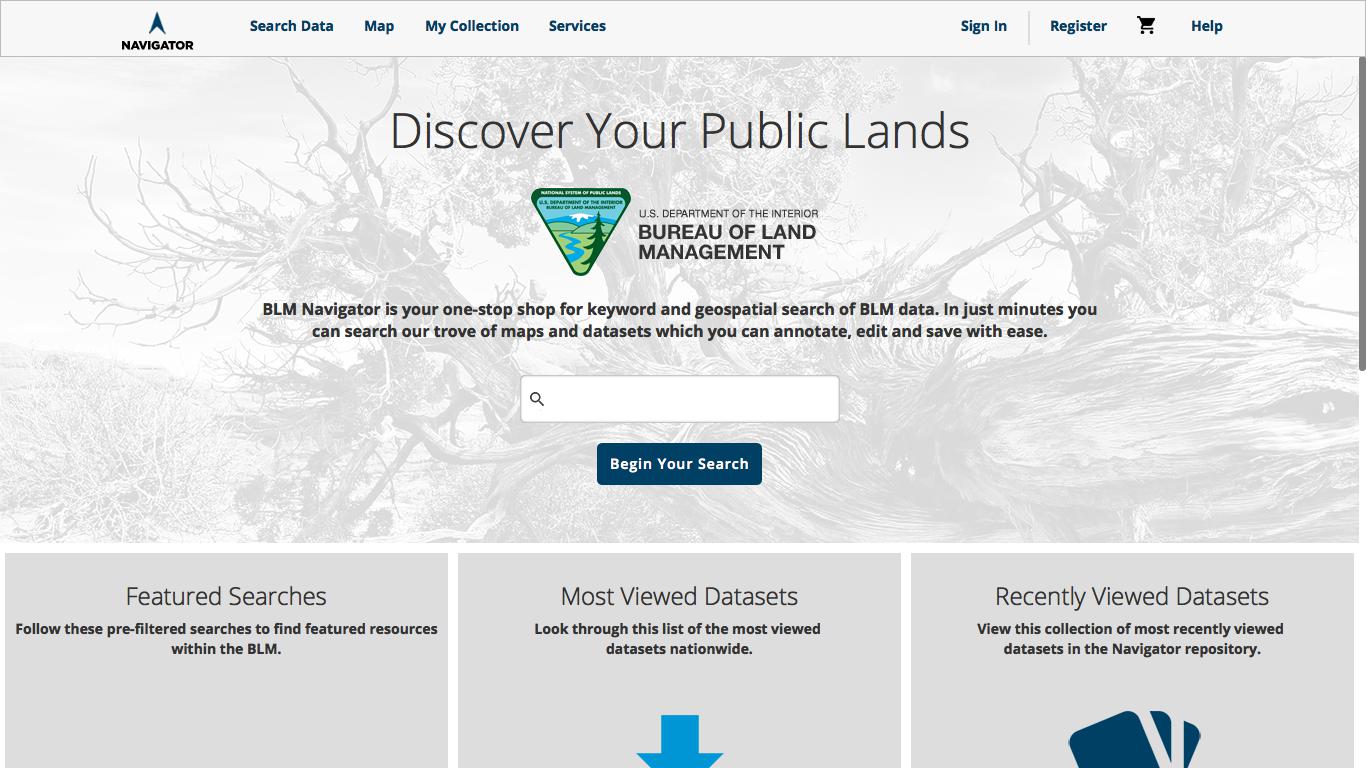 NAVIGATOR
Search Data
Map
My Collection
Services
Sign In
Register
Help
Discover Your Public Lands
NATIONAL SYSTEM OF PUBLIC LANDS
U.S. DEPARTMENT OF THE INTERIOR
BUREAU OF LAND MANAGEMENT
U.S. DEPARTMENT OF THE INTERIOR
BUREAU OF LAND
MANAGEMENT
BLM Navigator is your one-stop shop for keyword and geospatial search of BLM data. In just minutes you
can search our trove of maps and datasets which you can annotate, edit and save with ease.
Begin Your Search
Featured Searches
Follow these pre-filtered searches to find featured resources
within the BLM.
Most Viewed Datasets
Look through this list of the most viewed
datasets nationwide.
Recently Viewed Datasets
View this collection of most recently viewed
datasets in the Navigator repository.